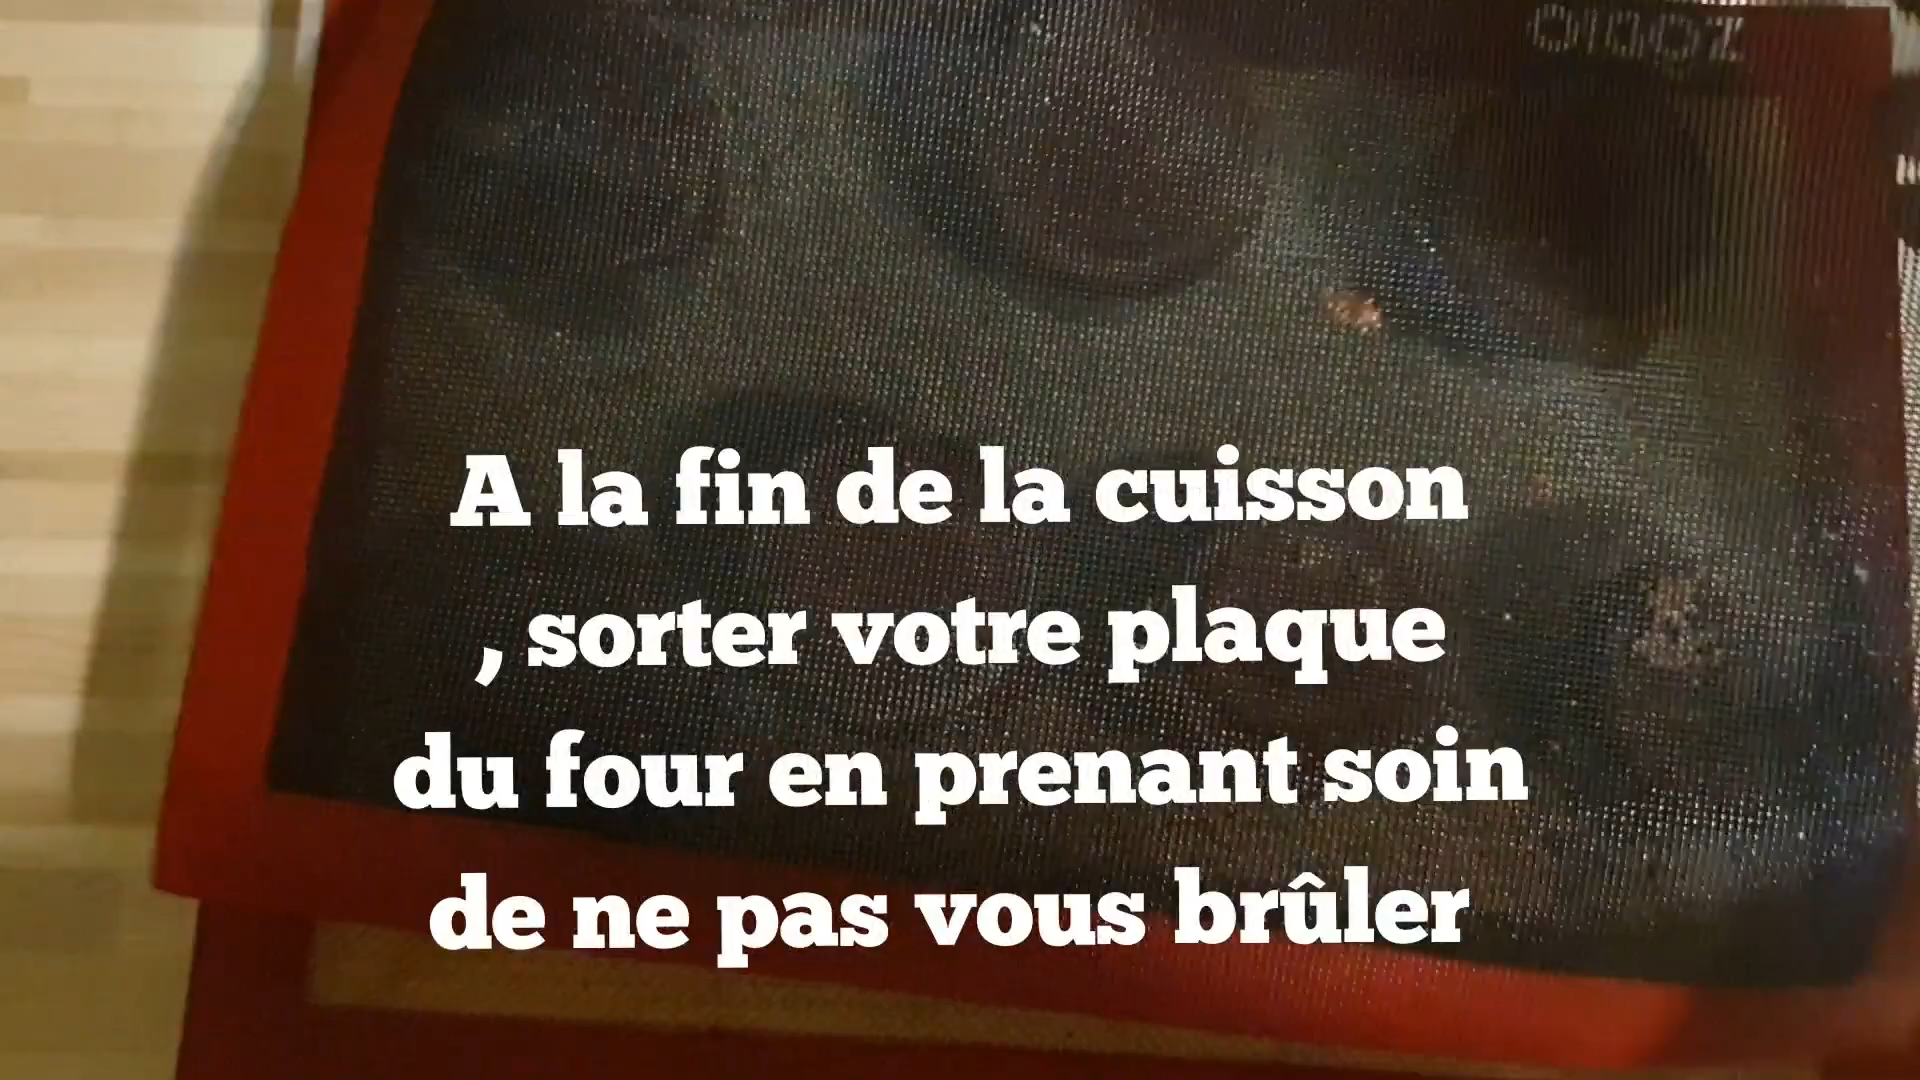 A la fin de la cuisson
, sorter votre plaque
du four en prenant soin
de ne pas vous brûler